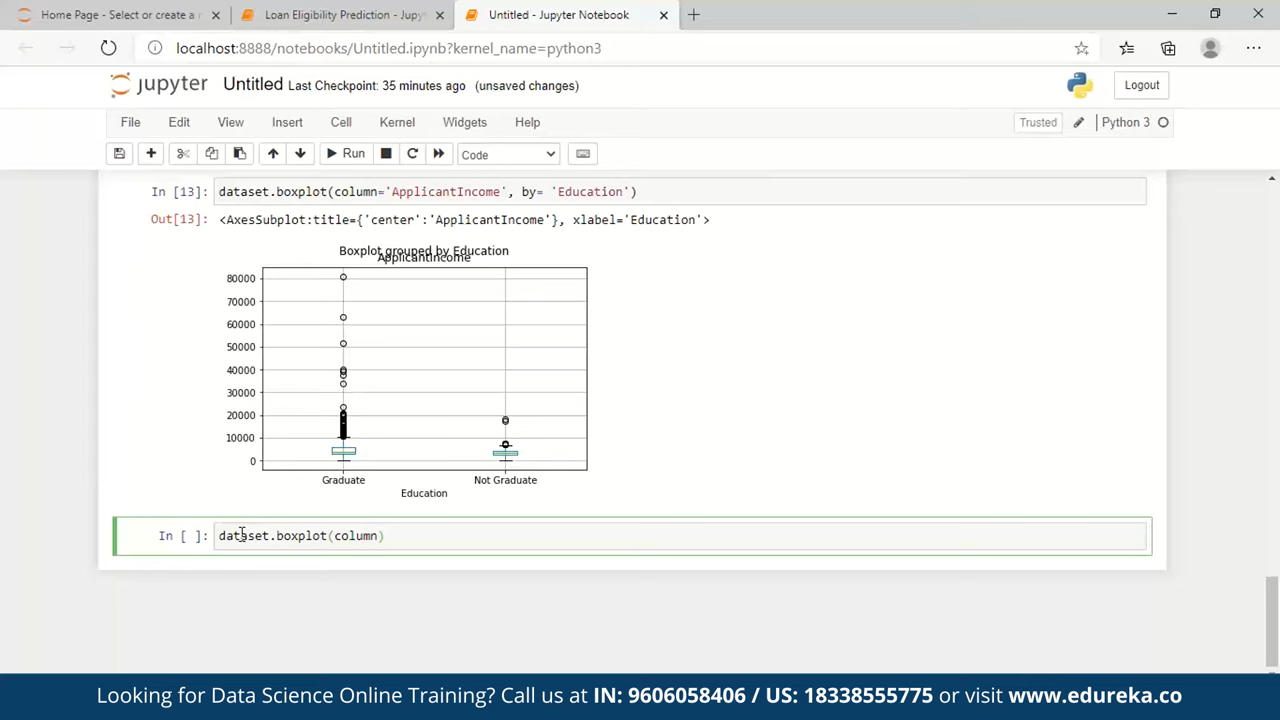 Home Page - Select or create a n
Loan Eligibility Prediction - Jupyt
Untitled - Jupyter Notebook
localhost:8888/notebooks/Untitled.ipynb?kernel_name=python3
jupyter Untitled Last Checkpoint: 35 minutes ago (unsaved changes)
Logout
File Edit View Insert Cell Kernel Widgets Help
Trusted Python 3
Run Code
In [13]: dataset.boxplot(column='ApplicantIncome', by= 'Education')
Out[13]: <AxesSubplot:title={'center':'ApplicantIncome'}, xlabel='Education'>
Boxplot grouped by Education
ApplicantIncome
80000
70000
60000
50000
40000
30000
20000
10000
0
Graduate Not Graduate
Education
In [ ]: dataset.boxplot(column)
Looking for Data Science Online Training? Call us at IN: 9606058406 / US: 18338555775 or visit www.edureka.co